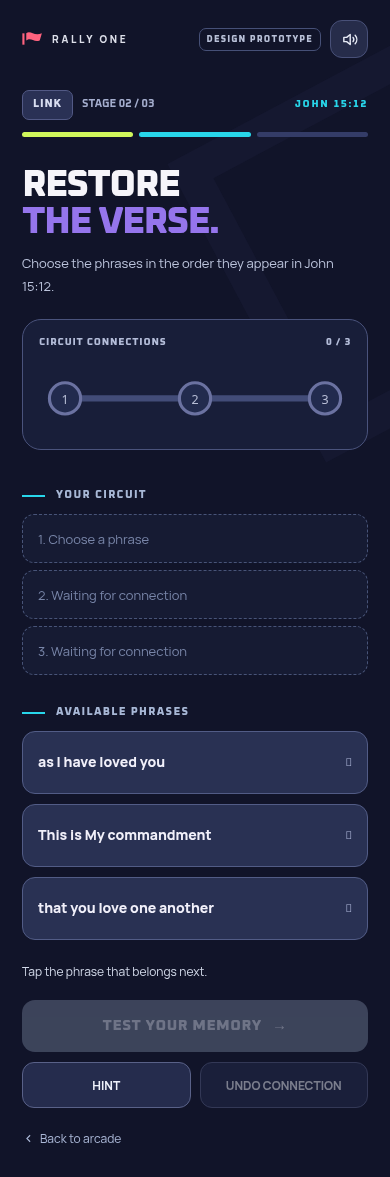 RALLY ONE
DESIGN PROTOTYPE
LINK STAGE 02 / 03 JOHN 15:12
RESTORE
THE VERSE.
Choose the phrases in the order they appear in John
15:12.
CIRCUIT CONNECTIONS 0 / 3
1 2 3
YOUR CIRCUIT
1. Choose a phrase
2. Waiting for connection
3. Waiting for connection
AVAILABLE PHRASES
as I have loved you
This is My commandment
that you love one another
Tap the phrase that belongs next.
TEST YOUR MEMORY →
HINT UNDO CONNECTION
Back to arcade